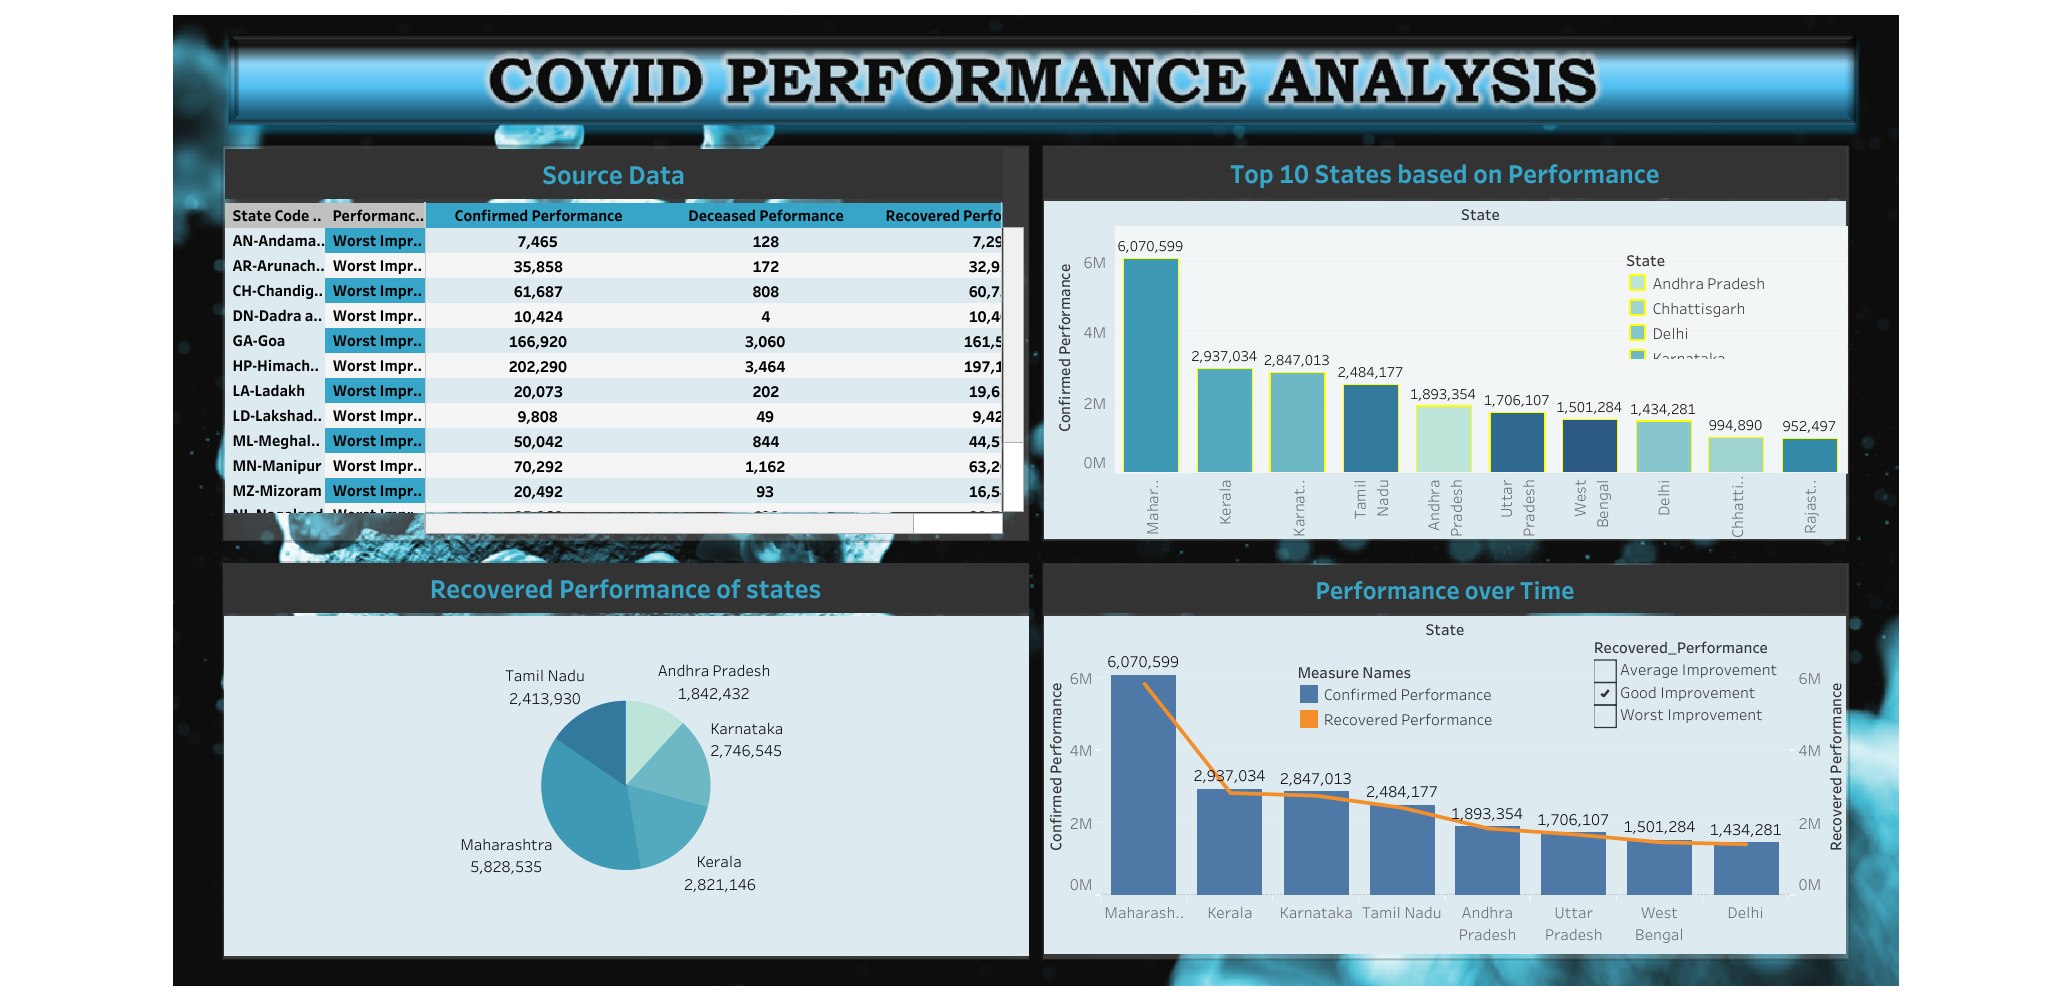 COVID PERFORMANCE ANALYSIS
Source Data
State Code .. Performanc.. Confirmed Performance Deceased Peformance Recovered Perfo
AN-Andama.. Worst Impr.. 7,465 128 7,29
AR-Arunach.. Worst Impr.. 35,858 172 32,9
CH-Chandig.. Worst Impr.. 61,687 808 60,7
DN-Dadra a.. Worst Impr.. 10,424 4 10,4
GA-Goa Worst Impr.. 166,920 3,060 161,5
HP-Himach.. Worst Impr.. 202,290 3,464 197,1
LA-Ladakh Worst Impr.. 20,073 202 19,6
LD-Lakshad.. Worst Impr.. 9,808 49 9,42
ML-Meghal.. Worst Impr.. 50,042 844 44,5
MN-Manipur Worst Impr.. 70,292 1,162 63,2
MZ-Mizoram Worst Impr.. 20,492 93 16,5
Top 10 States based on Performance
State
Confirmed Performance
6M
4M
2M
0M
6,070,599
2,937,034
2,847,013
2,484,177
1,893,354
1,706,107
1,501,284
1,434,281
994,890
952,497
State
Andhra Pradesh
Chhattisgarh
Delhi
Karnataka
Mahar..
Kerala
Karnat..
Tamil
Nadu
Andhra
Pradesh
Uttar
Pradesh
West
Bengal
Delhi
Chhatti..
Rajast..
Recovered Performance of states
Tamil Nadu
2,413,930
Andhra Pradesh
1,842,432
Karnataka
2,746,545
Maharashtra
5,828,535
Kerala
2,821,146
Performance over Time
State
Confirmed Performance
6M
4M
2M
0M
6,070,599
2,937,034
2,847,013
2,484,177
1,893,354
1,706,107
1,501,284
1,434,281
Measure Names
Confirmed Performance
Recovered Performance
Recovered_Performance
Average Improvement
Good Improvement
Worst Improvement
6M
4M
2M
0M
Recovered Performance
Maharash..
Kerala
Karnataka
Tamil Nadu
Andhra
Pradesh
Uttar
Pradesh
West
Bengal
Delhi